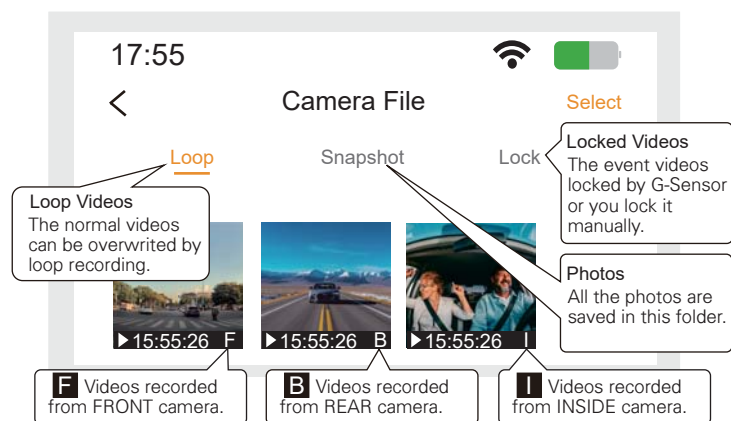 17:55
Camera File
Select
Loop
Snapshot
Lock
Locked Videos
The event videos
locked by G-Sensor
or you lock it
manually.
Loop Videos
The normal videos
can be overwrited by
loop recording.
Photos
All the photos are
saved in this folder.
15:55:26 F
15:55:26 B
15:55:26 I
F Videos recorded
from FRONT camera.
B Videos recorded
from REAR camera.
I Videos recorded
from INSIDE camera.